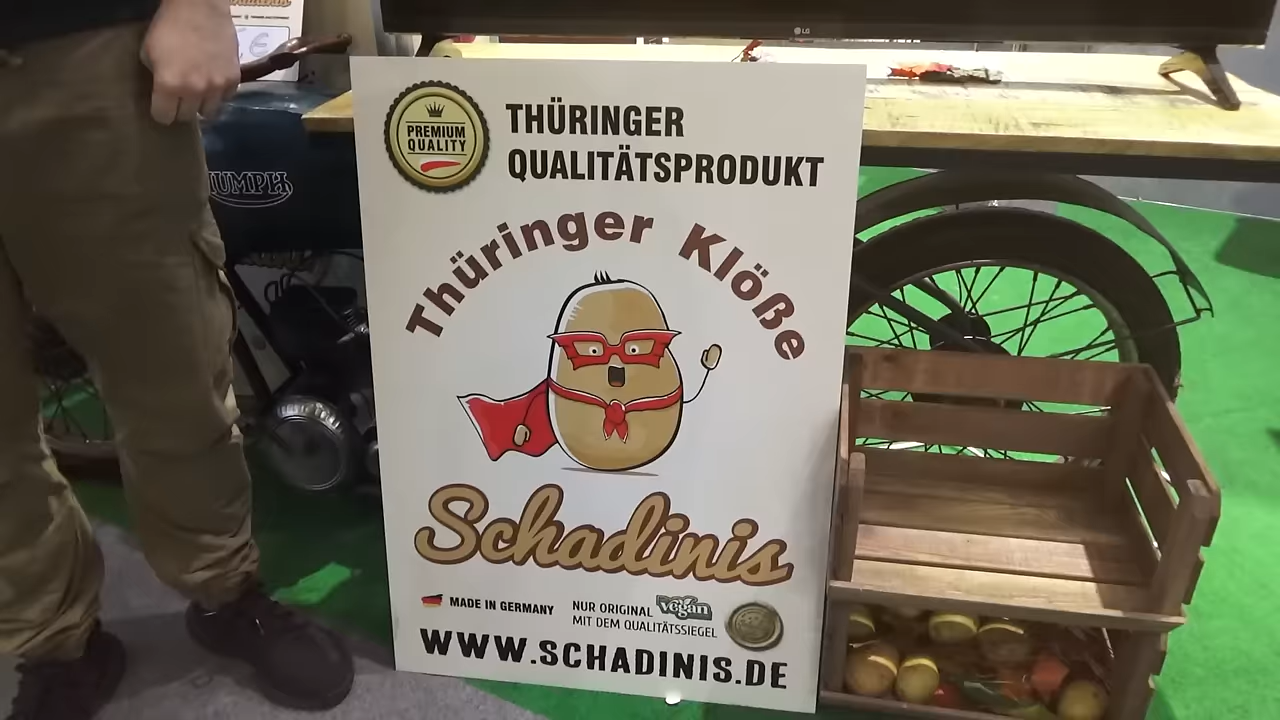 LG
PREMIUM
QUALITY
THÜRINGER
QUALITÄTSPRODUKT
Thüringer Klöße
Schadinis
MADE IN GERMANY
NUR ORIGINAL vegan
MIT DEM QUALITÄTSSIEGEL
WWW.SCHADINIS.DE